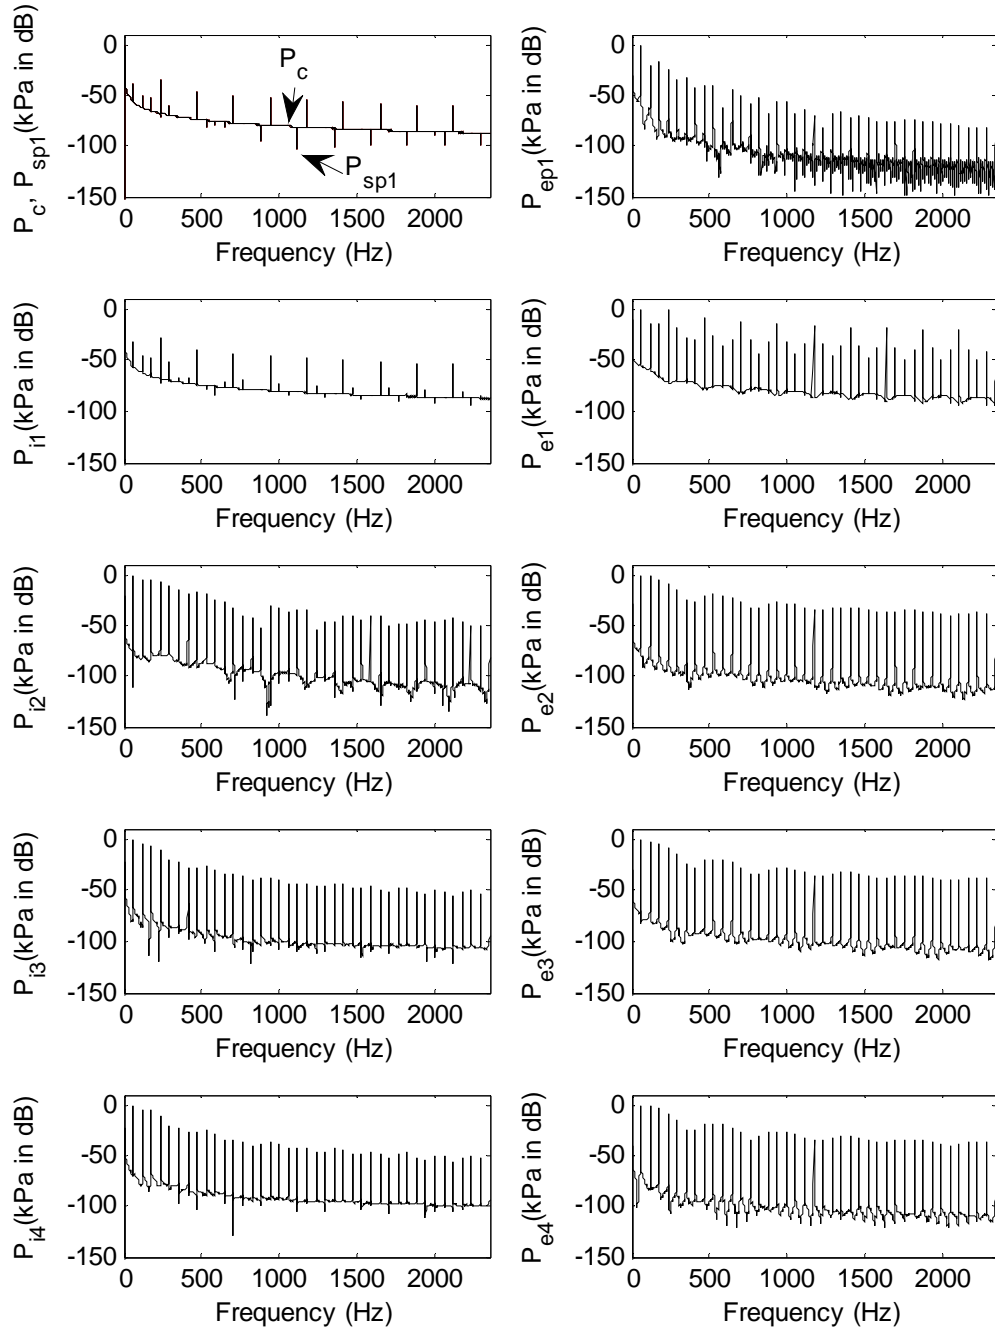 P_c, P_sp1(kPa in dB)
0
-50
-100
-150
P_c
P_sp1
0 500 1000 1500 2000
Frequency (Hz)
P_ep1(kPa in dB)
0
-50
-100
-150
0 500 1000 1500 2000
Frequency (Hz)
P_i1(kPa in dB)
0
-50
-100
-150
0 500 1000 1500 2000
Frequency (Hz)
P_e1(kPa in dB)
0
-50
-100
-150
0 500 1000 1500 2000
Frequency (Hz)
P_i2(kPa in dB)
0
-50
-100
-150
0 500 1000 1500 2000
Frequency (Hz)
P_e2(kPa in dB)
0
-50
-100
-150
0 500 1000 1500 2000
Frequency (Hz)
P_i3(kPa in dB)
0
-50
-100
-150
0 500 1000 1500 2000
Frequency (Hz)
P_e3(kPa in dB)
0
-50
-100
-150
0 500 1000 1500 2000
Frequency (Hz)
P_i4(kPa in dB)
0
-50
-100
-150
0 500 1000 1500 2000
Frequency (Hz)
P_e4(kPa in dB)
0
-50
-100
-150
0 500 1000 1500 2000
Frequency (Hz)